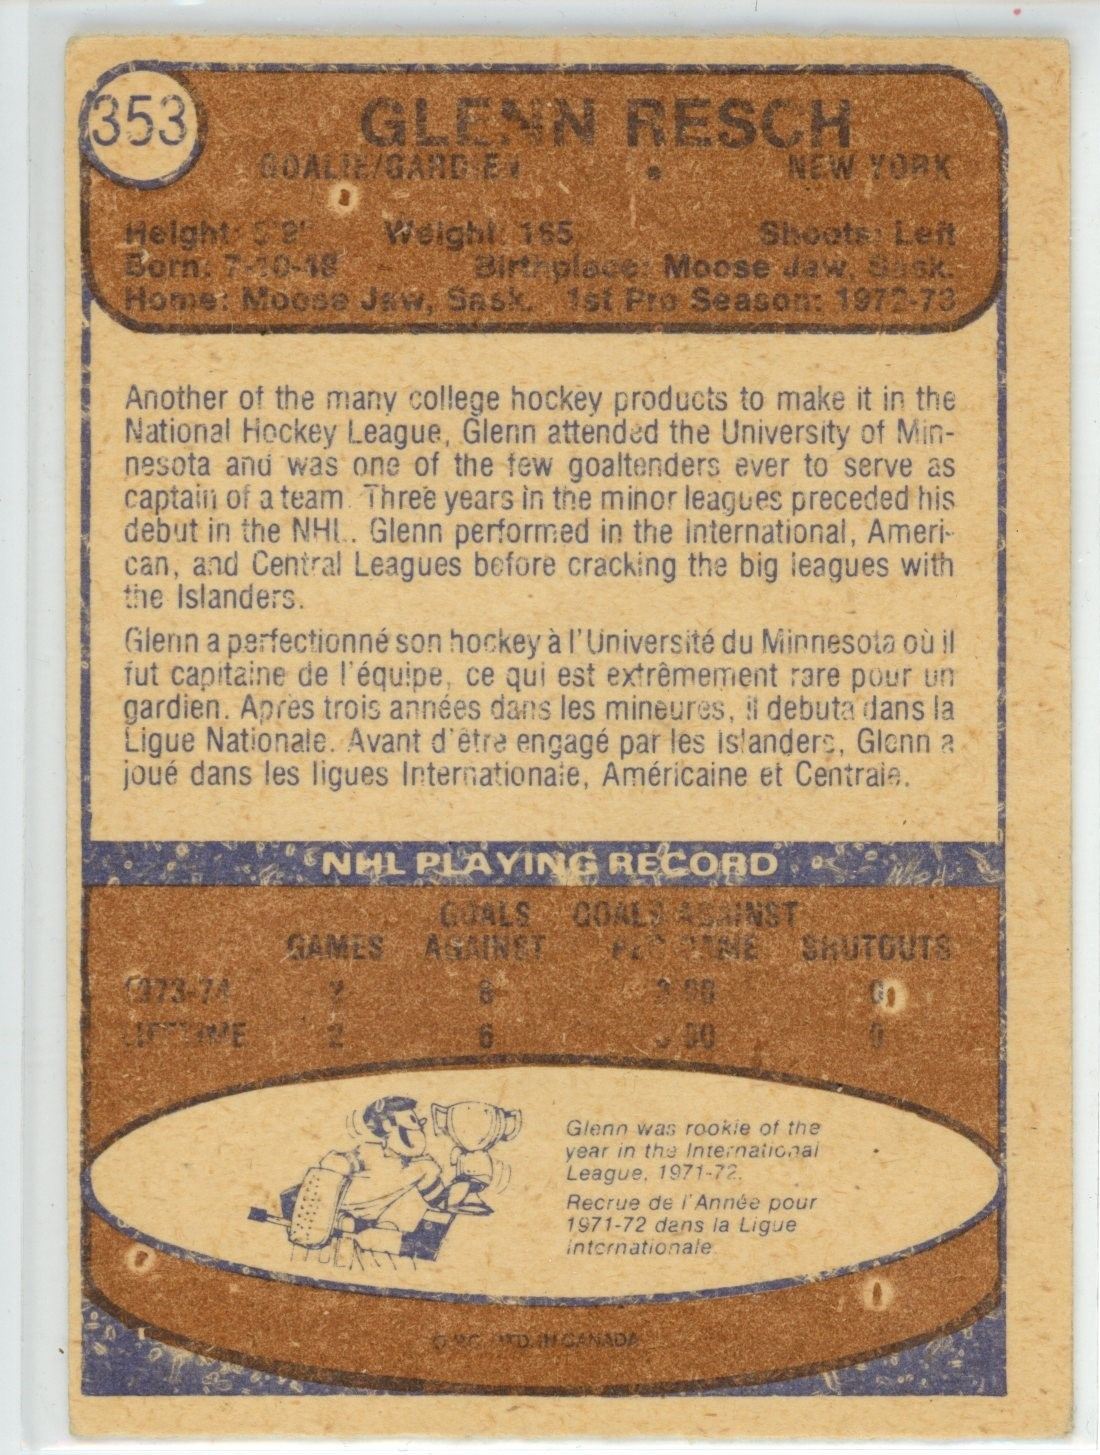 353
GLENN RESCH
GOALIE/GARDIEN • NEW YORK
Height: 5'9" Weight: 165 Shoots: Left
Born: 7-10-48 Birthplace: Moose Jaw, Sask.
Home: Moose Jaw, Sask. 1st Pro Season: 1972-73
Another of the many college hockey products to make it in the
National Hockey League, Glenn attended the University of Min-
nesota and was one of the few goaltenders ever to serve as
captain of a team. Three years in the minor leagues preceded his
debut in the NHL. Glenn performed in the International, Ameri-
can, and Central Leagues before cracking the big leagues with
the Islanders.
Glenn a perfectionné son hockey à l'Université du Minnesota où il
fut capitaine de l'équipe, ce qui est extrêmement rare pour un
gardien. Après trois années dans les mineures, il debuta dans la
Ligue Nationale. Avant d'être engagé par les Islanders, Glenn a
joué dans les ligues Internationale, Américaine et Centrale.
NHL PLAYING RECORD
GOALS GOALS AGAINST
GAMES AGAINST PER GAME SHUTOUTS
1973-74 2 6 3.00 0
LIFETIME 2 6 3.00 0
Glenn was rookie of the
year in the International
League, 1971-72.
Recrue de l'Année pour
1971-72 dans la Ligue
Internationale.
IN CANADA